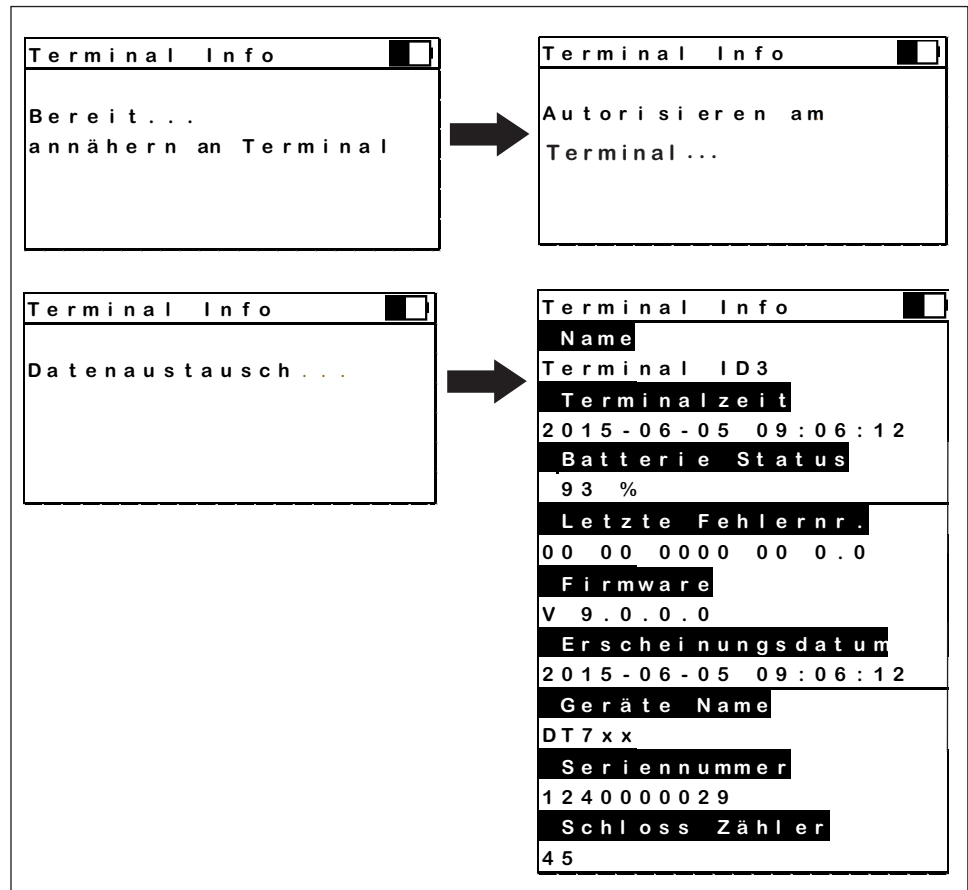 Terminal Info
Bereit...
annähern an Terminal
Terminal Info
Autorisieren am
Terminal...
Terminal Info
Datenaustausch...
Terminal Info
Name
Terminal ID3
Terminalzeit
2015-06-05 09:06:12
Batterie Status
93 %
Letzte Fehlernr.
00 00 0000 00 0.0
Firmware
V 9.0.0.0
Erscheinungsdatum
2015-06-05 09:06:12
Geräte Name
DT7xx
Seriennummer
1240000029
Schloss Zähler
45